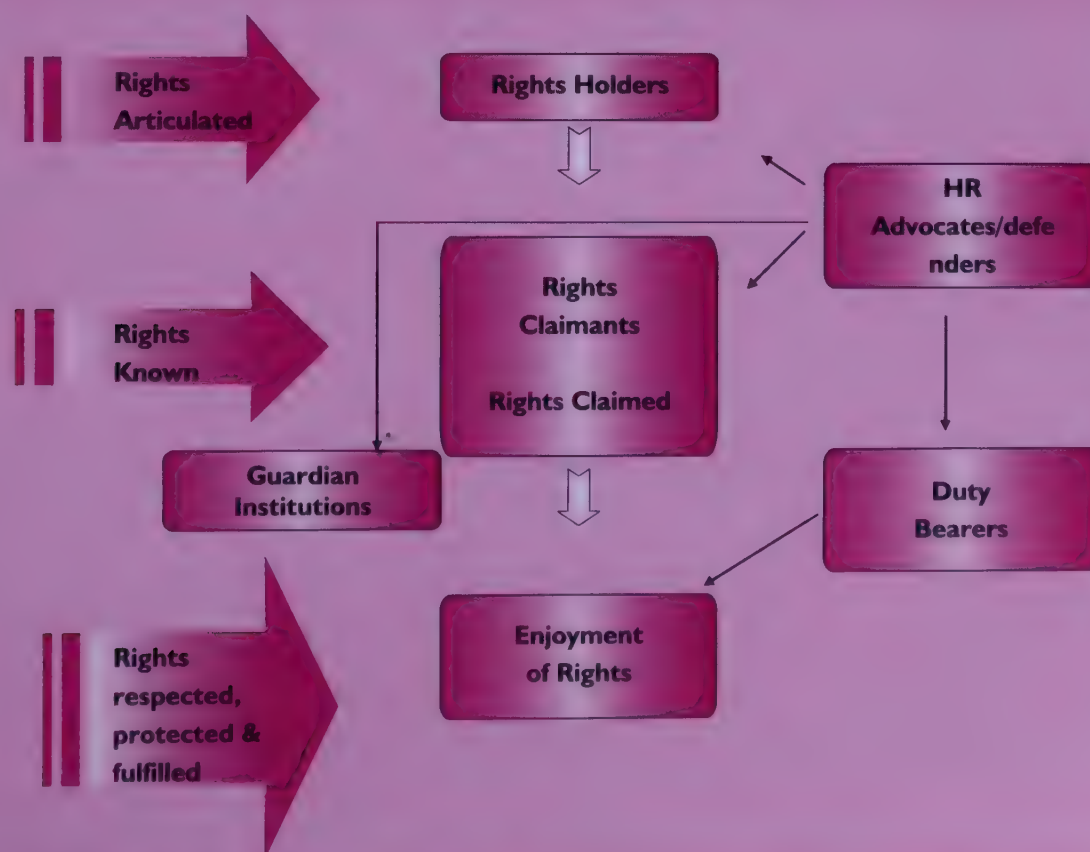 Rights
Articulated
Rights Holders
HR
Advocates/defe
nders
Rights
Claimants
Rights Claimed
Rights
Known
Guardian
Institutions
Duty
Bearers
Enjoyment
of Rights
Rights
respected,
protected &
fulfilled